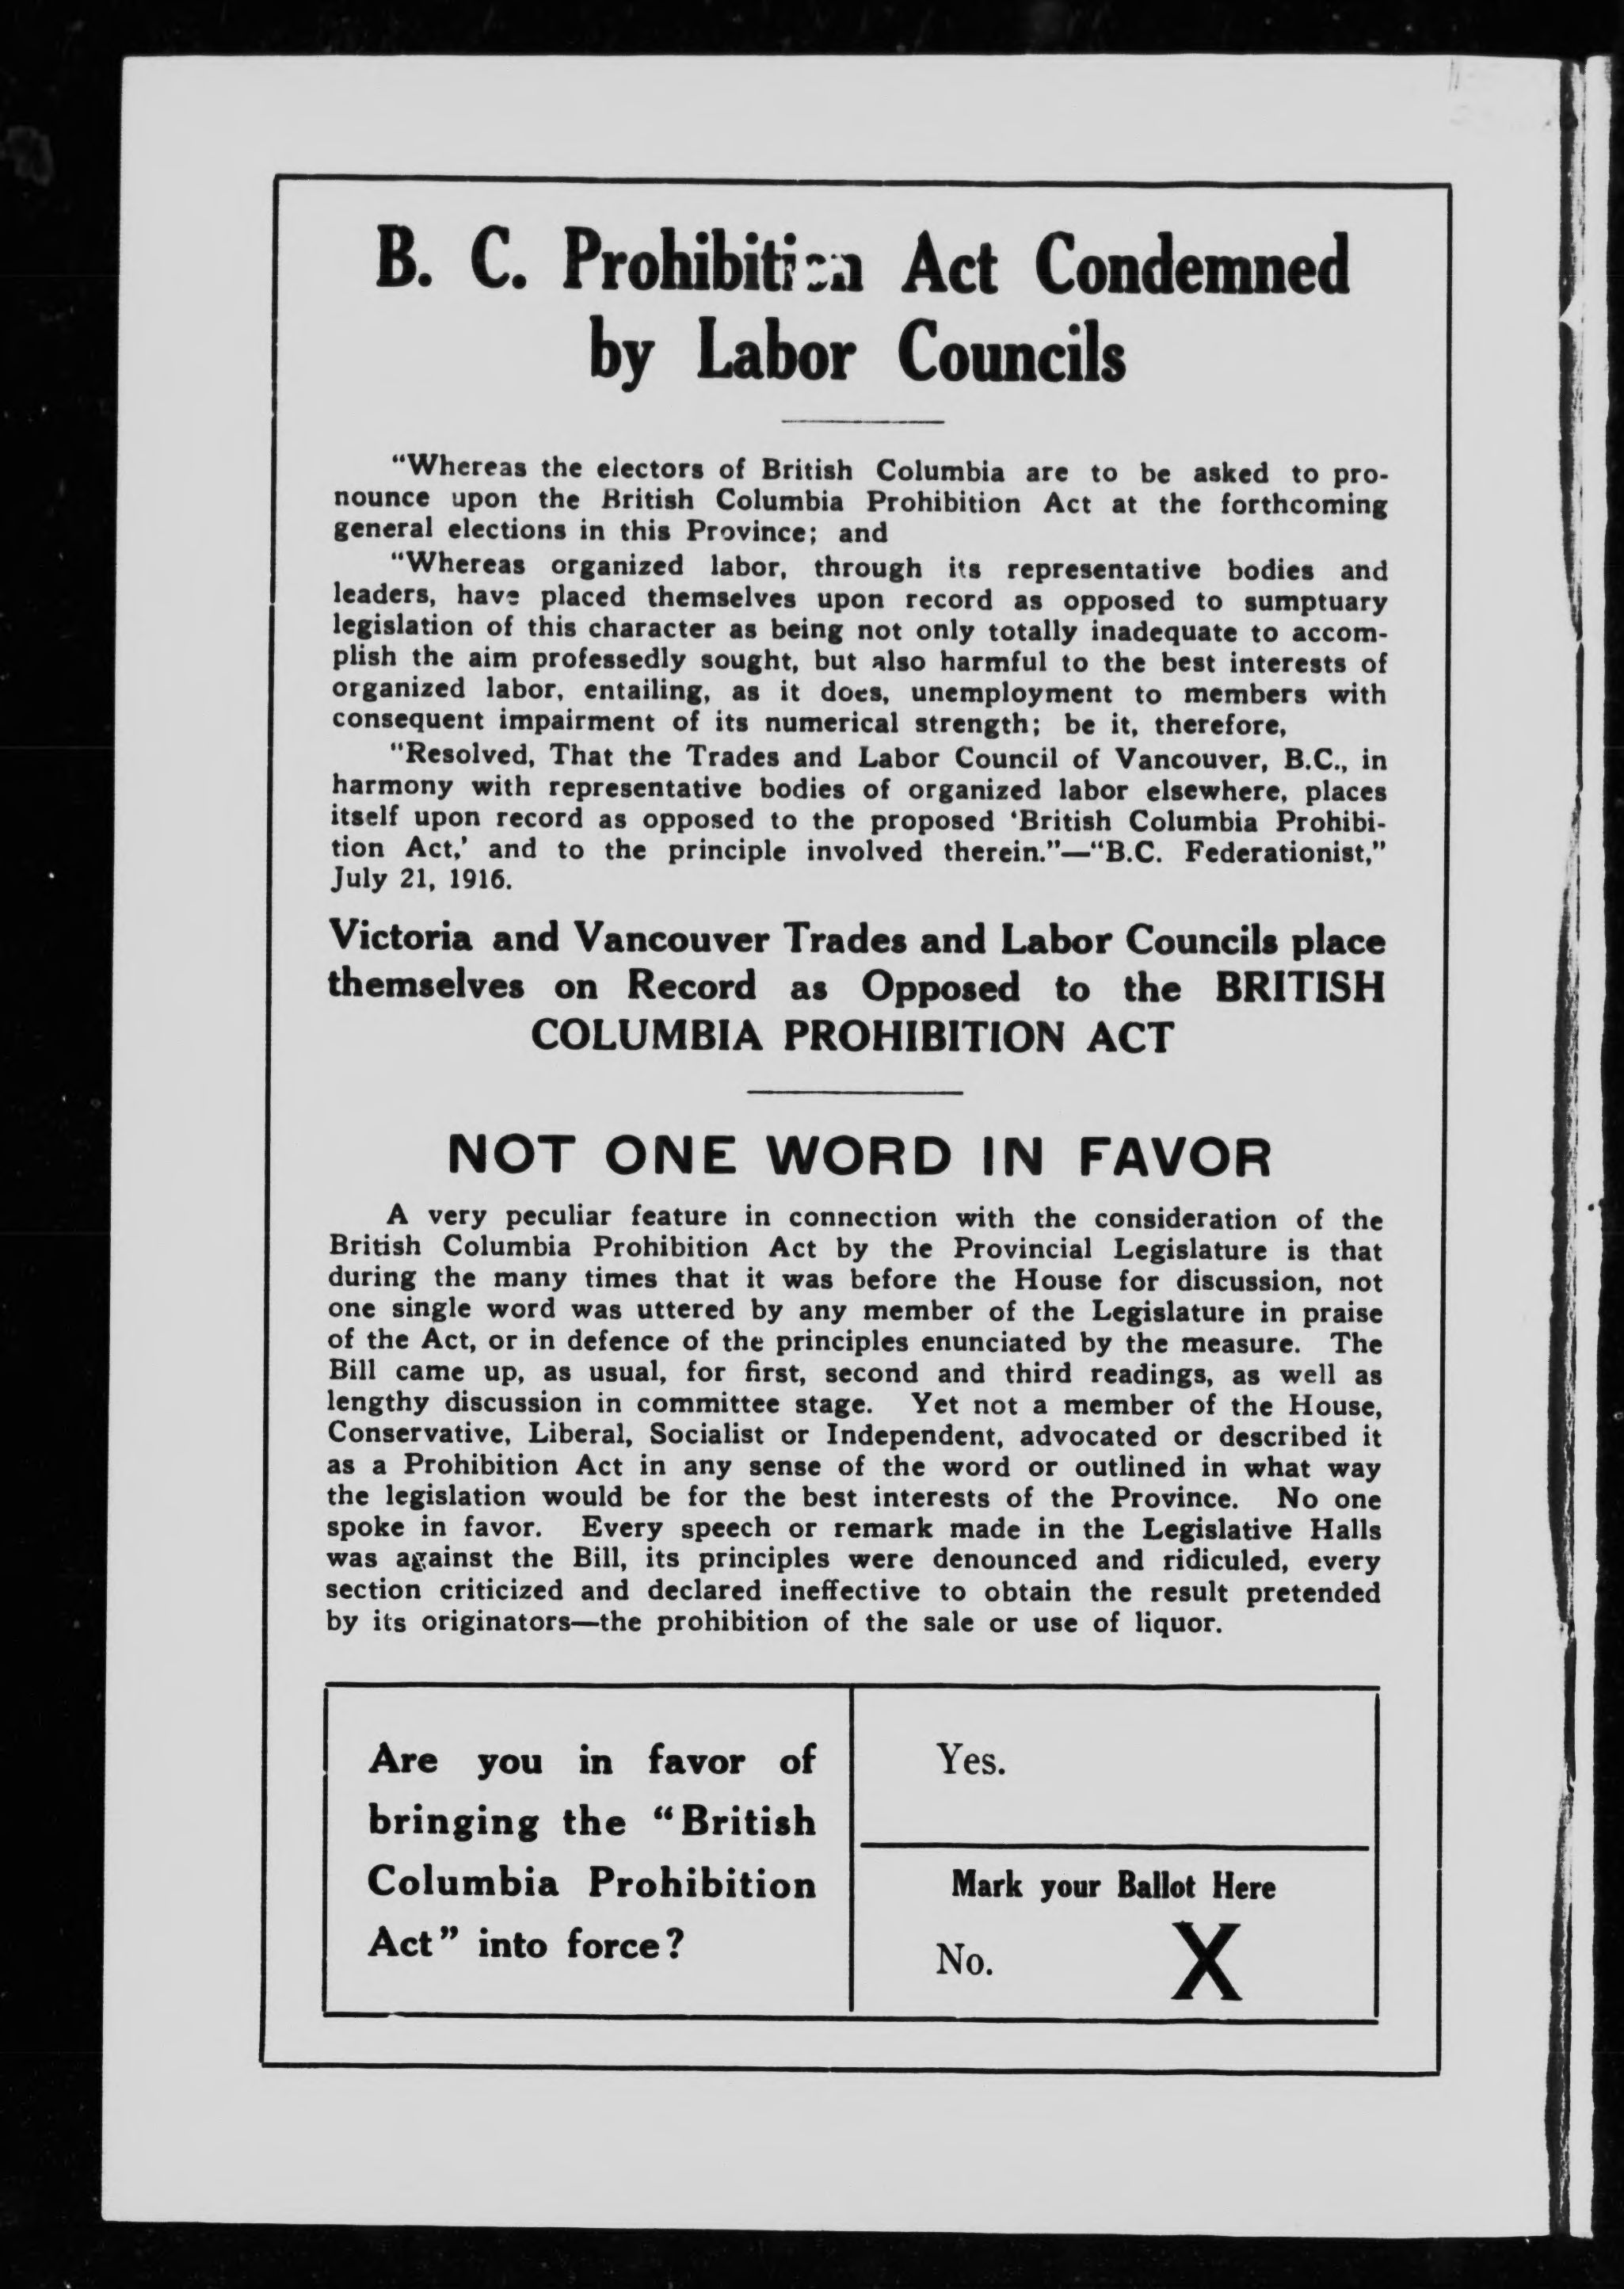 B. C. Prohibition Act Condemned
by Labor Councils
"Whereas the electors of British Columbia are to be asked to pro-
nounce upon the British Columbia Prohibition Act at the forthcoming
general elections in this Province; and
"Whereas organized labor, through its representative bodies and
leaders, have placed themselves upon record as opposed to sumptuary
legislation of this character as being not only totally inadequate to accom-
plish the aim professedly sought, but also harmful to the best interests of
organized labor, entailing, as it does, unemployment to members with
consequent impairment of its numerical strength; be it, therefore,
"Resolved, That the Trades and Labor Council of Vancouver, B.C., in
harmony with representative bodies of organized labor elsewhere, places
itself upon record as opposed to the proposed 'British Columbia Prohibi-
tion Act,' and to the principle involved therein."—"B.C. Federationist,"
July 21, 1916.
Victoria and Vancouver Trades and Labor Councils place
themselves on Record as Opposed to the BRITISH
COLUMBIA PROHIBITION ACT
NOT ONE WORD IN FAVOR
A very peculiar feature in connection with the consideration of the
British Columbia Prohibition Act by the Provincial Legislature is that
during the many times that it was before the House for discussion, not
one single word was uttered by any member of the Legislature in praise
of the Act, or in defence of the principles enunciated by the measure. The
Bill came up, as usual, for first, second and third readings, as well as
lengthy discussion in committee stage. Yet not a member of the House,
Conservative, Liberal, Socialist or Independent, advocated or described it
as a Prohibition Act in any sense of the word or outlined in what way
the legislation would be for the best interests of the Province. No one
spoke in favor. Every speech or remark made in the Legislative Halls
was against the Bill, its principles were denounced and ridiculed, every
section criticized and declared ineffective to obtain the result pretended
by its originators—the prohibition of the sale or use of liquor.
Are you in favor of
bringing the "British
Columbia Prohibition
Act" into force?
Yes.
Mark your Ballot Here
No. X